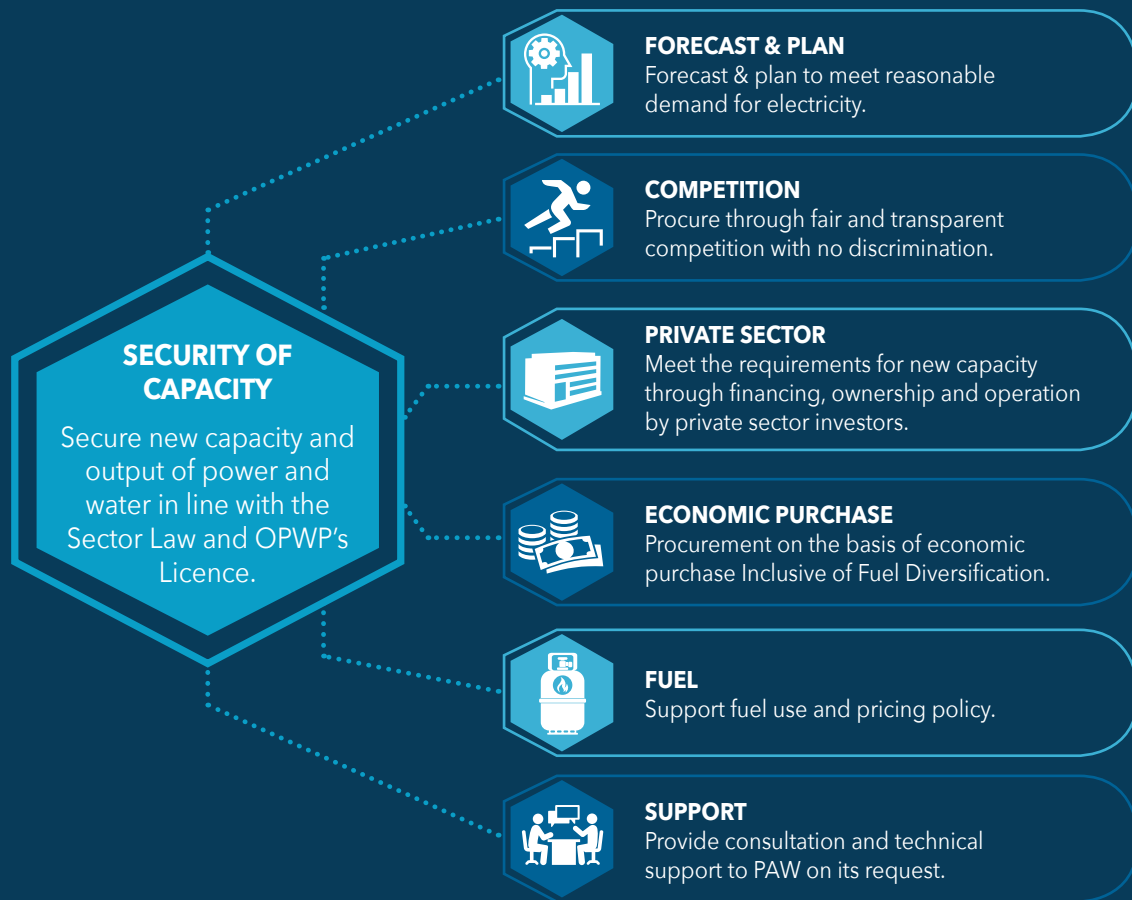 FORECAST & PLAN
Forecast & plan to meet reasonable
demand for electricity.
COMPETITION
Procure through fair and transparent
competition with no discrimination.
SECURITY OF
CAPACITY
Secure new capacity and
output of power and
water in line with the
Sector Law and OPWP's
Licence.
PRIVATE SECTOR
Meet the requirements for new capacity
through financing, ownership and operation
by private sector investors.
ECONOMIC PURCHASE
Procurement on the basis of economic
purchase Inclusive of Fuel Diversification.
FUEL
Support fuel use and pricing policy.
SUPPORT
Provide consultation and technical
support to PAW on its request.